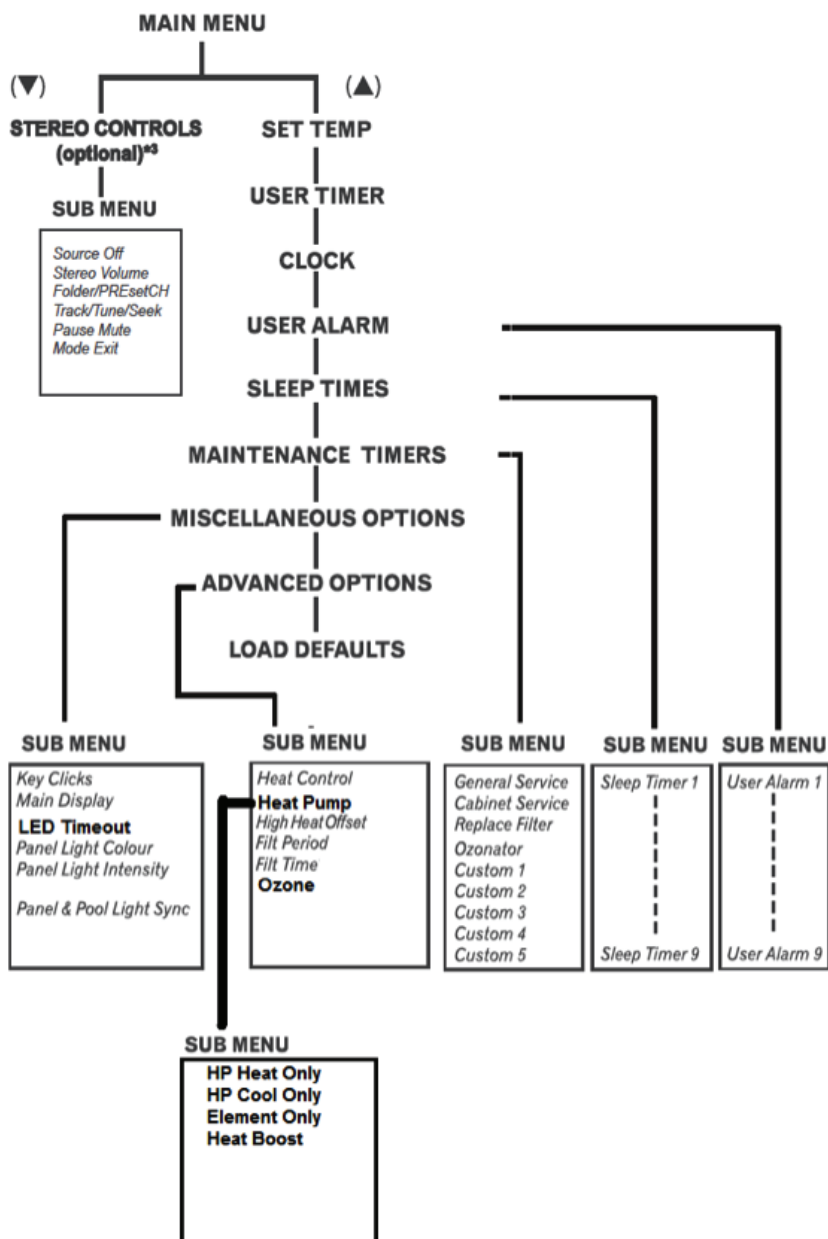 MAIN MENU
(▼)
(▲)
STEREO CONTROLS
(optional)*3
SUB MENU
Source Off
Stereo Volume
Folder/PREsetCH
Track/Tune/Seek
Pause Mute
Mode Exit
SET TEMP
USER TIMER
CLOCK
USER ALARM
SLEEP TIMES
MAINTENANCE TIMERS
MISCELLANEOUS OPTIONS
ADVANCED OPTIONS
LOAD DEFAULTS
SUB MENU
Key Clicks
Main Display
LED Timeout
Panel Light Colour
Panel Light Intensity
Panel & Pool Light Sync
SUB MENU
Heat Control
Heat Pump
High Heat Offset
Filt Period
Filt Time
Ozone
SUB MENU
General Service
Cabinet Service
Replace Filter
Ozonator
Custom 1
Custom 2
Custom 3
Custom 4
Custom 5
SUB MENU
Sleep Timer 1
Sleep Timer 9
SUB MENU
User Alarm 1
User Alarm 9
SUB MENU
HP Heat Only
HP Cool Only
Element Only
Heat Boost